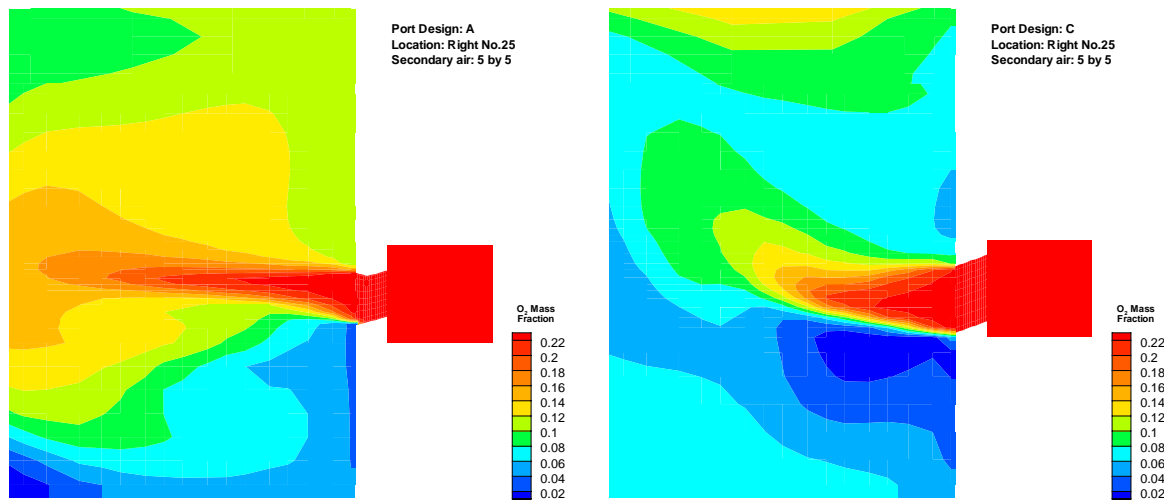 Port Design: A
Location: Right No.25
Secondary air: 5 by 5
O2 Mass
Fraction
0.22
0.2
0.18
0.16
0.14
0.12
0.1
0.08
0.06
0.04
0.02
Port Design: C
Location: Right No.25
Secondary air: 5 by 5
O2 Mass
Fraction
0.22
0.2
0.18
0.16
0.14
0.12
0.1
0.08
0.06
0.04
0.02